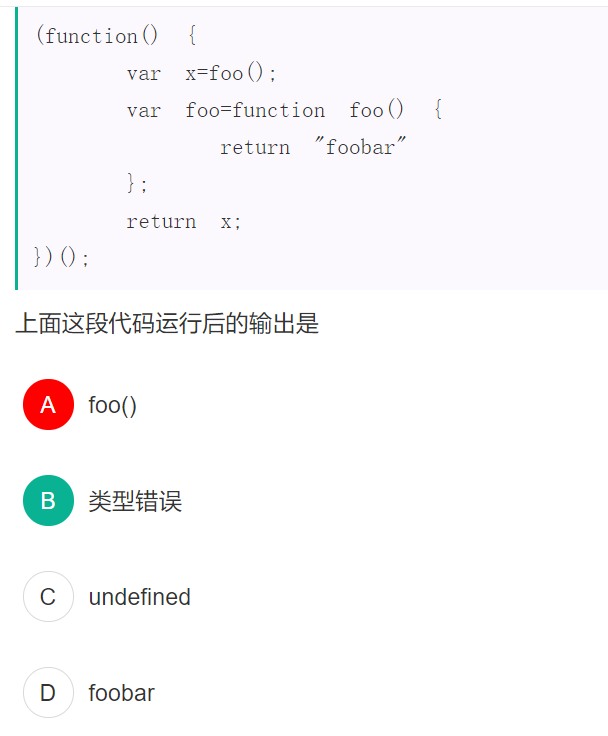 (function() {
var x=foo();
var foo=function foo() {
return "foobar"
};
return x;
})();
上面这段代码运行后的输出是
A foo()
B 类型错误
C undefined
D foobar